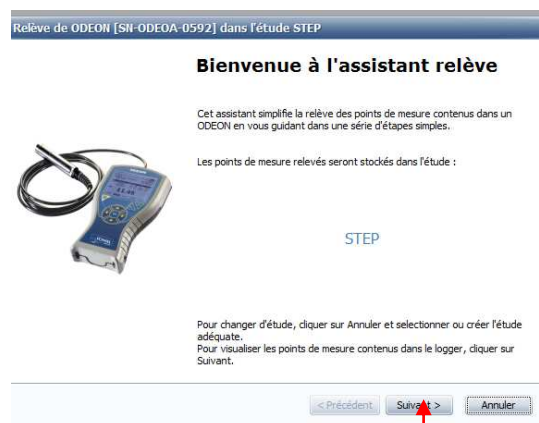 Relève de ODEON [SN-ODEOA-0592] dans l'étude STEP
Bienvenue à l'assistant relève
Cet assistant simplifie la relève des points de mesure contenus dans un
ODEON en vous guidant dans une série d'étapes simples.
Les points de mesure relevés seront stockés dans l'étude :
STEP
Pour changer d'étude, cliquer sur Annuler et selectionner ou créer l'étude
adéquate.
Pour visualiser les points de mesure contenus dans le logger, cliquer sur
Suivant.
< Précédent
Suivant >
Annuler